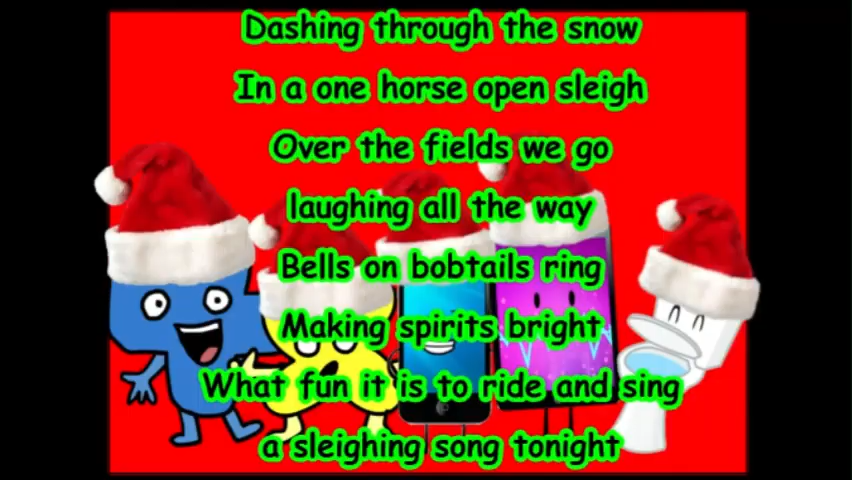 Dashing through the snow
In a one horse open sleigh
Over the fields we go
laughing all the way
Bells on bobtails ring
Making spirits bright
What fun it is to ride and sing
a sleighing song tonight